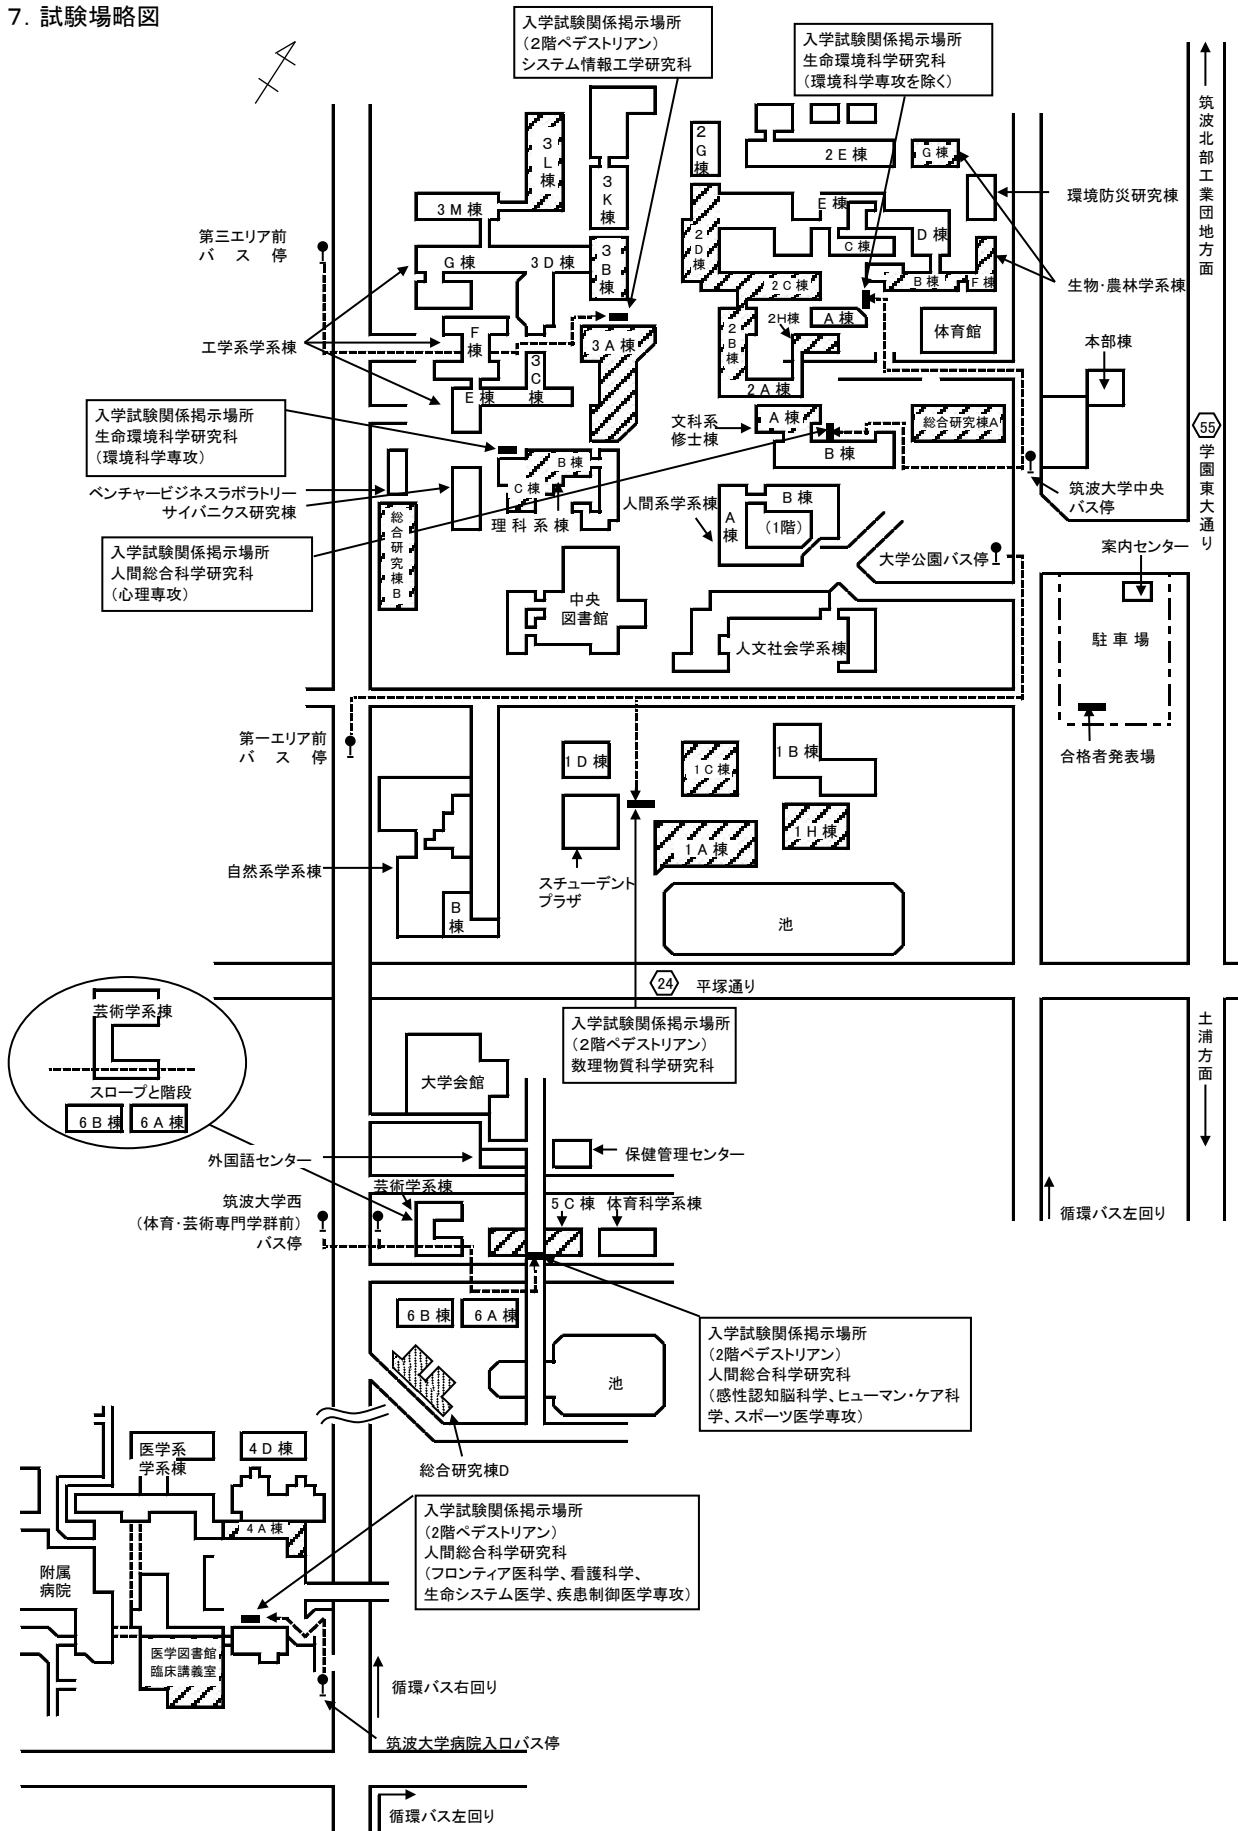 7. 試験場略図
入学試験関係掲示場所
（2階ペデストリアン）
システム情報工学研究科
入学試験関係掲示場所
生命環境科学研究科
（環境科学専攻を除く）
筑波北部工業団地方面
3L棟
2G棟
2E棟
G棟
3K棟
環境防災研究棟
3M棟
E棟
第三エリア前
バス停
2D棟
D棟
C棟
3B棟
G棟
3D棟
2C棟
B棟
F棟
生物・農林学系棟
2H棟
A棟
体育館
F棟
2B棟
本部棟
工学系学系棟
3A棟
3C棟
2A棟
E棟
入学試験関係掲示場所
生命環境科学研究科
（環境科学専攻）
文科系
修士棟
A棟
総合研究棟A
55
学園東大通り
B棟
B棟
ベンチャービジネスラボラトリー
C棟
筑波大学中央
バス停
サイバニクス研究棟
理科系棟
人間系学系棟
A棟
B棟
（1階）
総合研究棟B
入学試験関係掲示場所
人間総合科学研究科
（心理専攻）
大学公園バス停
案内センター
中央
図書館
駐車場
人文社会学系棟
第一エリア前
バス停
1D棟
1C棟
1B棟
合格者発表場
1H棟
1A棟
自然系学系棟
スチューデント
プラザ
B棟
池
24
平塚通り
芸術学系棟
スロープと階段
6B棟
6A棟
入学試験関係掲示場所
（2階ペデストリアン）
数理物質科学研究科
土浦方面
大学会館
外国語センター
保健管理センター
芸術学系棟
筑波大学西
（体育・芸術専門学群前）
バス停
5C棟
体育科学系棟
循環バス左回り
6B棟
6A棟
入学試験関係掲示場所
（2階ペデストリアン）
人間総合科学研究科
（感性認知脳科学、ヒューマン・ケア科
学、スポーツ医学専攻）
池
総合研究棟D
医学系
学系棟
4D棟
入学試験関係掲示場所
（2階ペデストリアン）
人間総合科学研究科
（フロンティア医科学、看護科学、
生命システム医学、疾患制御医学専攻）
4A棟
附属
病院
医学図書館
臨床講義室
循環バス右回り
筑波大学病院入口バス停
循環バス左回り